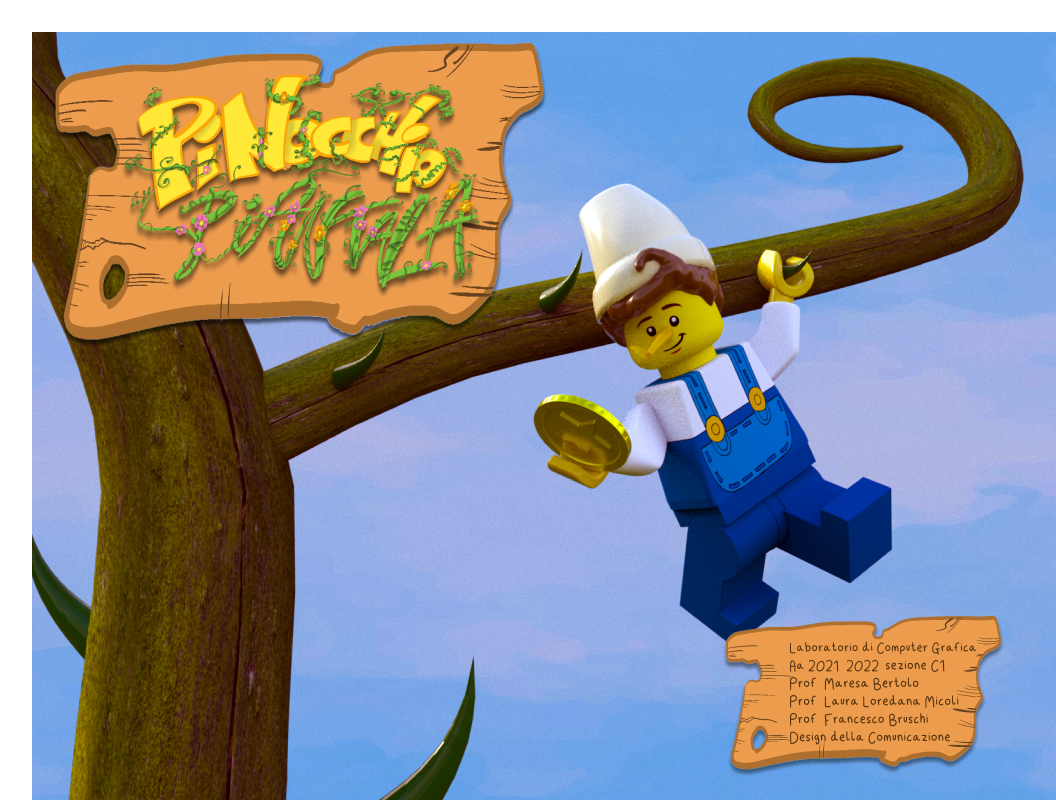 PiNocchio
PiANTALA
Laboratorio di Computer Grafica
Aa 2021 2022 sezione C1
Prof Maresa Bertolo
Prof Laura Loredana Micoli
Prof Francesco Bruschi
Design della Comunicazione